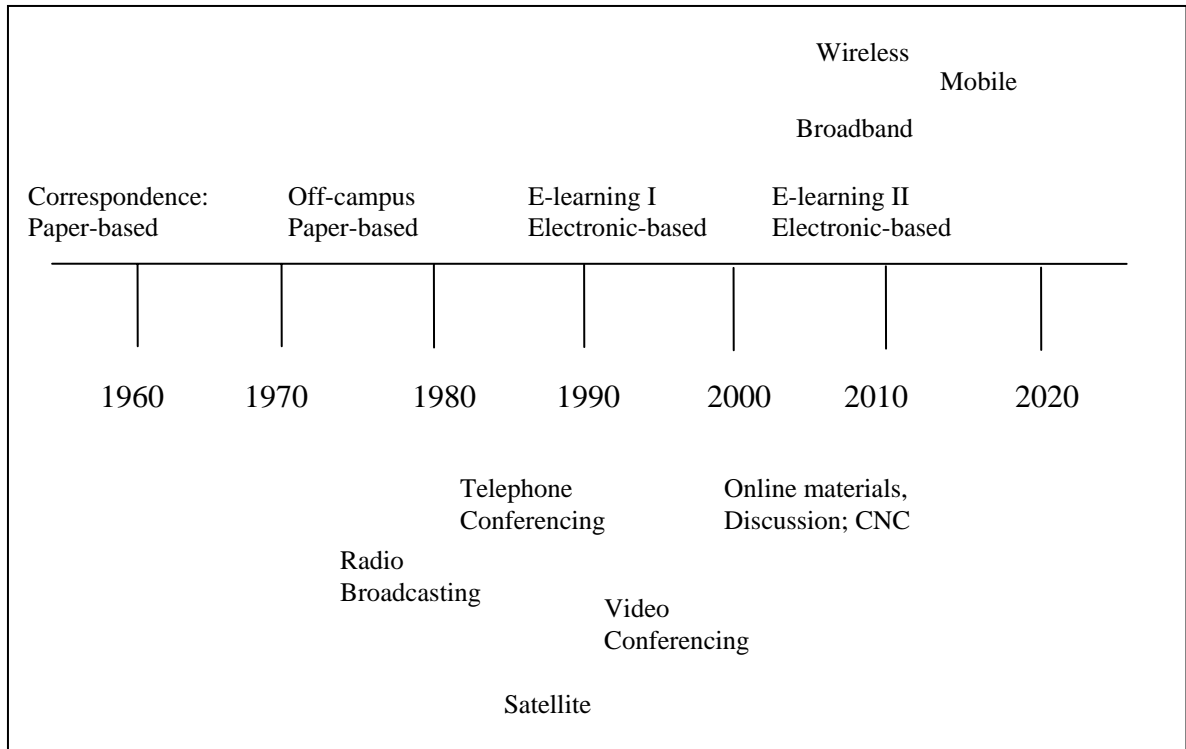 Wireless
Mobile
Broadband
Correspondence:
Paper-based
Off-campus
Paper-based
E-learning I
Electronic-based
E-learning II
Electronic-based
1960
1970
1980
1990
2000
2010
2020
Telephone
Conferencing
Online materials,
Discussion; CNC
Radio
Broadcasting
Video
Conferencing
Satellite